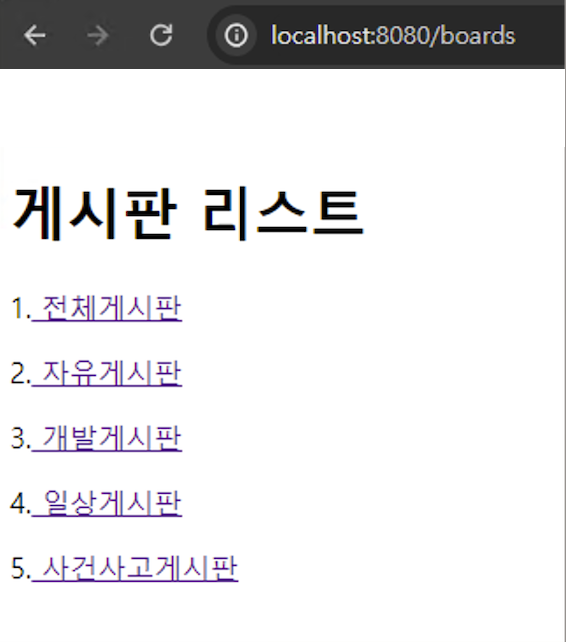 localhost:8080/boards
게시판 리스트
1. 전체게시판
2. 자유게시판
3. 개발게시판
4. 일상게시판
5. 사건사고게시판